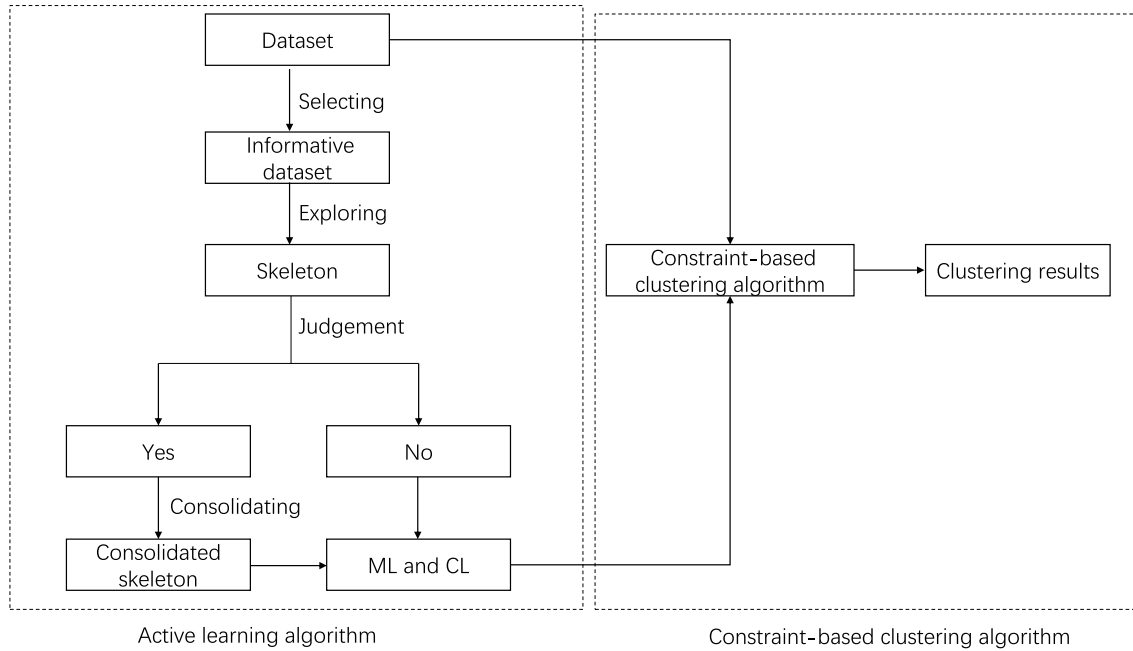 Dataset
Selecting
Informative
dataset
Exploring
Skeleton
Judgement
Yes
No
Consolidating
Consolidated
skeleton
ML and CL
Active learning algorithm
Constraint-based
clustering algorithm
Clustering results
Constraint-based clustering algorithm